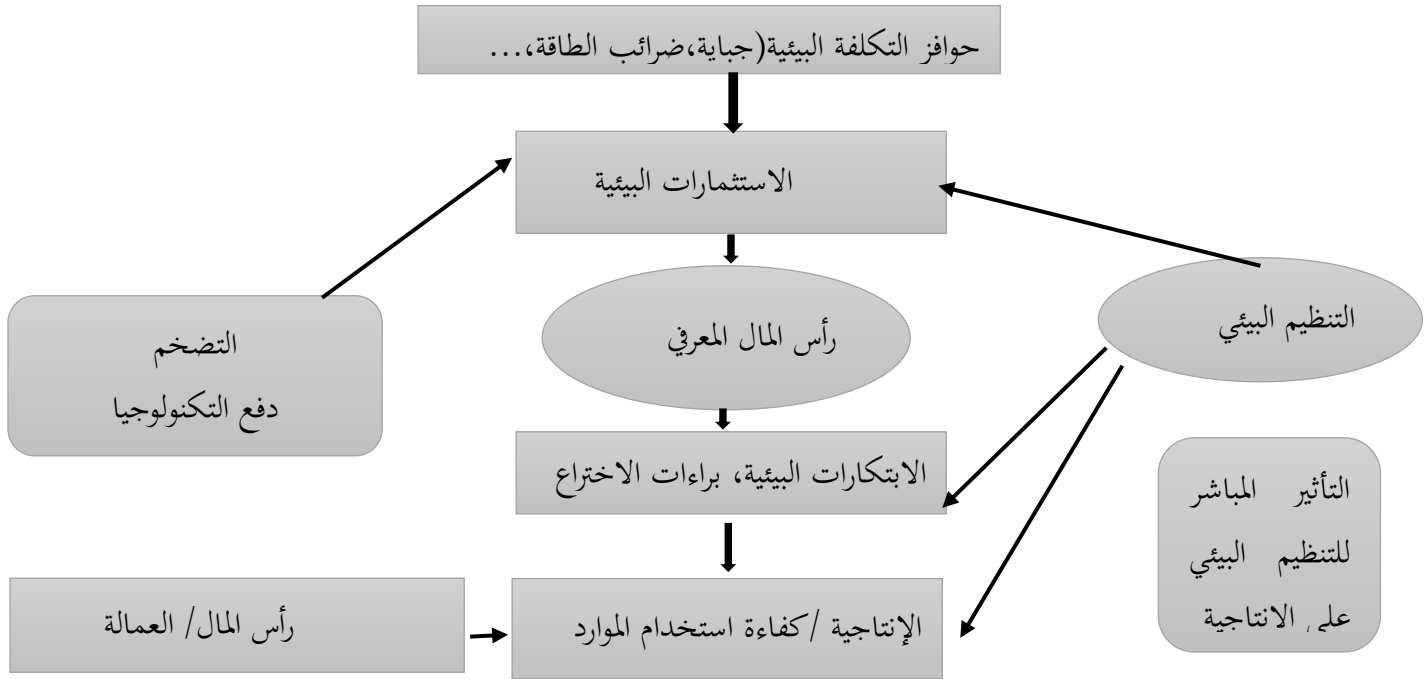 حوافز التكلفة البيئية(جباية،ضرائب الطاقة،...
الاستثمارات البيئية
رأس المال المعرفي
التنظيم البيئي
التضخم
دفع التكنولوجيا
الابتكارات البيئية، براءات الاختراع
التأثير المباشر
للتنظيم البيئي
على الانتاجية
رأس المال/ العمالة
الإنتاجية /كفاءة استخدام الموارد